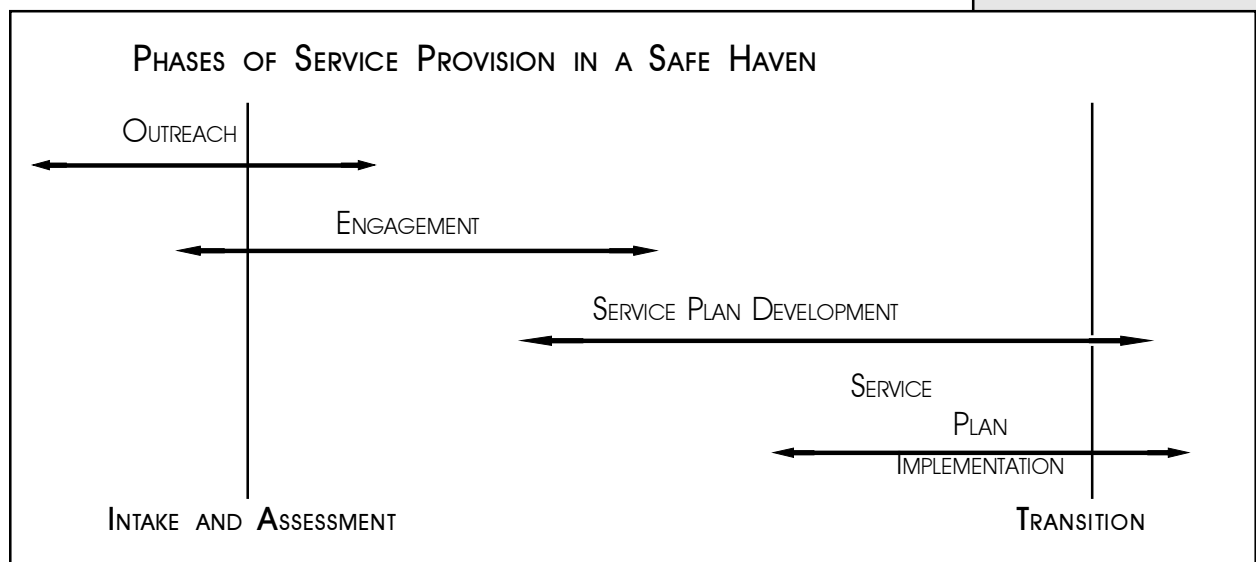 PHASES OF SERVICE PROVISION IN A SAFE HAVEN
OUTREACH
ENGAGEMENT
SERVICE PLAN DEVELOPMENT
SERVICE
PLAN
IMPLEMENTATION
INTAKE AND ASSESSMENT
TRANSITION